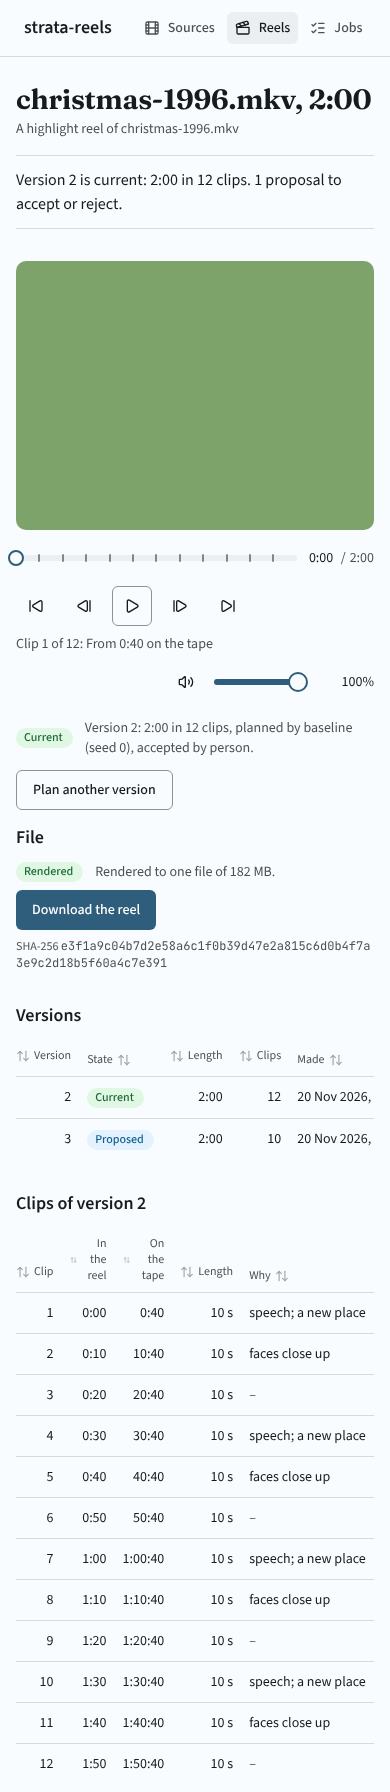 strata-reels Sources Reels Jobs
christmas-1996.mkv, 2:00
A highlight reel of christmas-1996.mkv
Version 2 is current: 2:00 in 12 clips. 1 proposal to
accept or reject.
0:00 / 2:00
Clip 1 of 12: From 0:40 on the tape
100%
Current Version 2: 2:00 in 12 clips, planned by baseline
(seed 0), accepted by person.
Plan another version
File
Rendered Rendered to one file of 182 MB.
Download the reel
SHA-256 e3f1a9c04b7d2e58a6c1f0b39d47e2a815c6d0b4f7a
3e9c2d18b5f60a4c7e391
Versions
Version State Length Clips Made
2 Current 2:00 12 20 Nov 2026,
3 Proposed 2:00 10 20 Nov 2026,
Clips of version 2
Clip In the reel On the tape Length Why
1 0:00 0:40 10 s speech; a new place
2 0:10 10:40 10 s faces close up
3 0:20 20:40 10 s –
4 0:30 30:40 10 s speech; a new place
5 0:40 40:40 10 s faces close up
6 0:50 50:40 10 s –
7 1:00 1:00:40 10 s speech; a new place
8 1:10 1:10:40 10 s faces close up
9 1:20 1:20:40 10 s –
10 1:30 1:30:40 10 s speech; a new place
11 1:40 1:40:40 10 s faces close up
12 1:50 1:50:40 10 s –